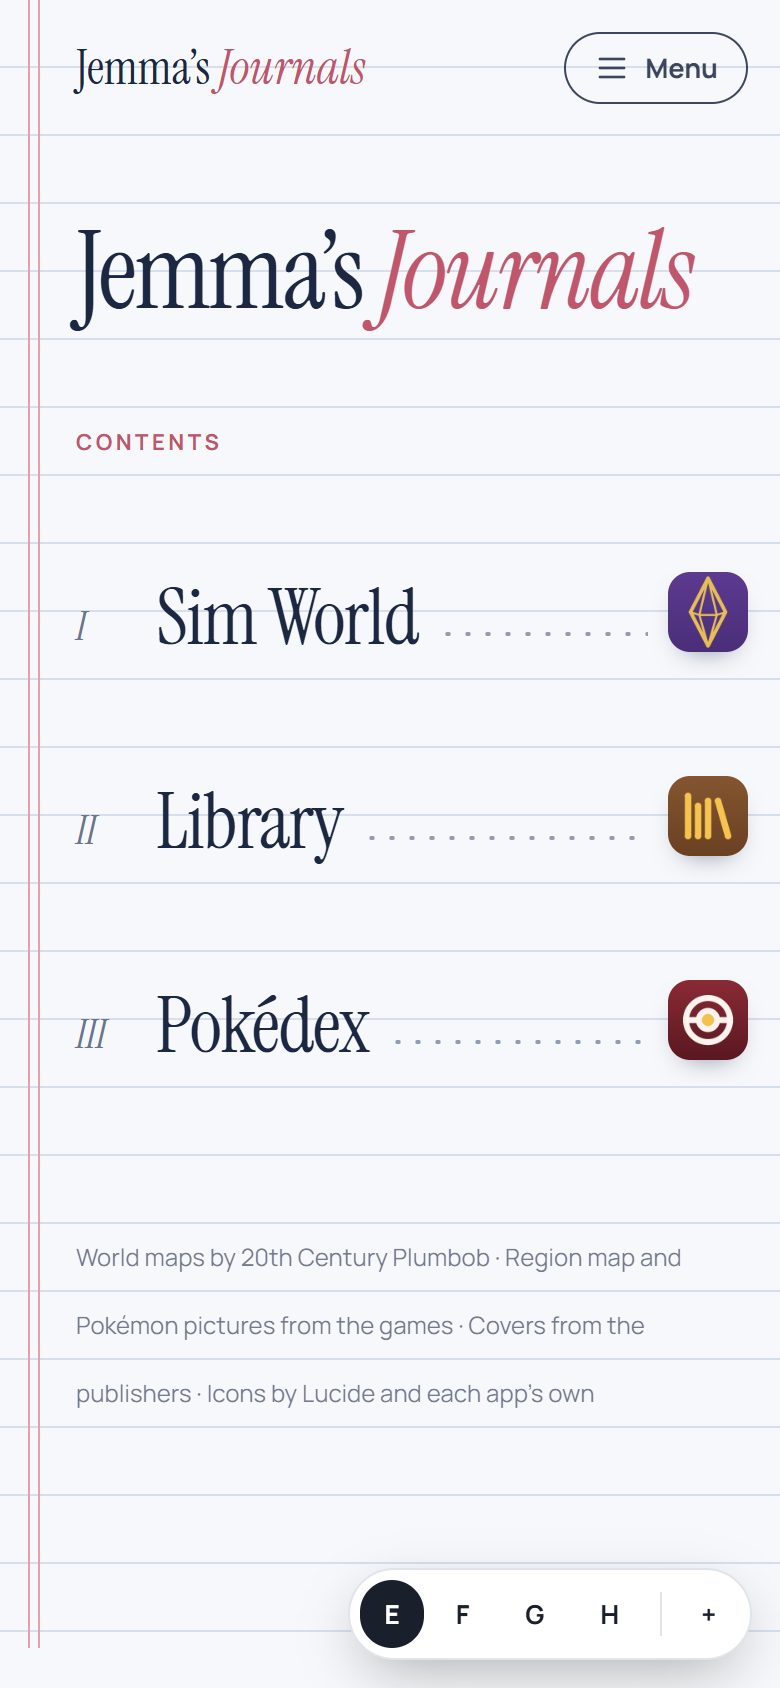 Jemma’s Journals
Menu
Jemma’s Journals
CONTENTS
I Sim World
II Library
III Pokédex
World maps by 20th Century Plumbob · Region map and
Pokémon pictures from the games · Covers from the
publishers · Icons by Lucide and each app’s own
E F G H +